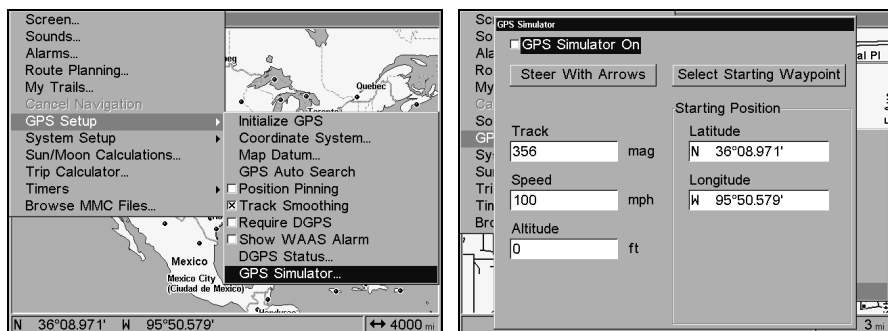 Screen...
Sounds...
Alarms...
Route Planning...
My Trails...
Cancel Navigation
GPS Setup
System Setup
Sun/Moon Calculations...
Trip Calculator...
Timers
Browse MMC Files...
Initialize GPS
Coordinate System...
Map Datum...
GPS Auto Search
Position Pinning
Track Smoothing
Require DGPS
Show WAAS Alarm
DGPS Status...
GPS Simulator...
Quebec
Toronto
Mexico
Mexico City
(Ciudad de Mexico)
Honduras
N 36°08.971' W 95°50.579' ↔ 4000 mi
GPS Simulator
GPS Simulator On
Steer With Arrows
Select Starting Waypoint
Starting Position
Track
356 mag
Speed
100 mph
Altitude
0 ft
Latitude
N 36°08.971'
Longitude
W 95°50.579'
al Pl
3 mi